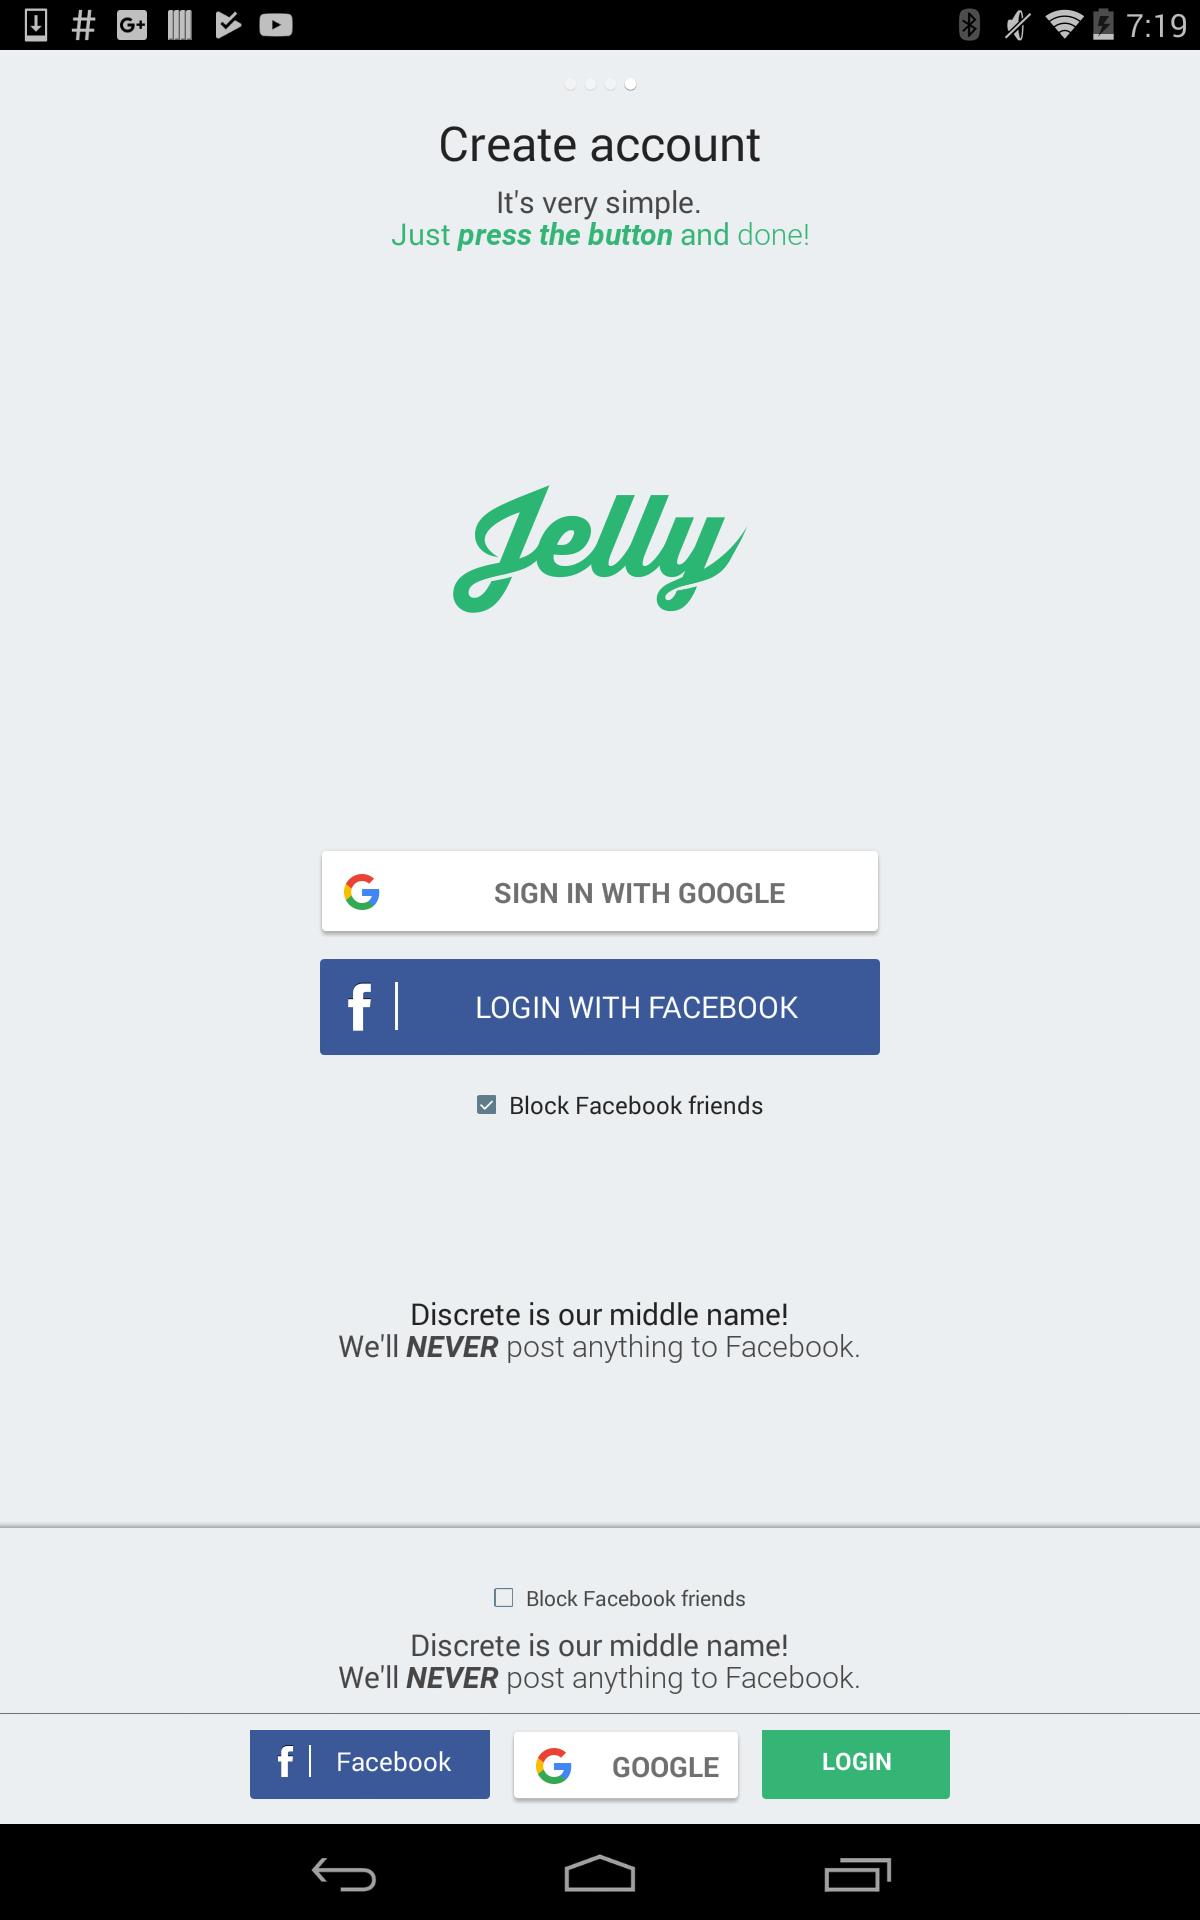 7:19
Create account
It's very simple.
Just press the button and done!
Jelly
SIGN IN WITH GOOGLE
LOGIN WITH FACEBOOK
Block Facebook friends
Discrete is our middle name!
We'll NEVER post anything to Facebook.
Block Facebook friends
Discrete is our middle name!
We'll NEVER post anything to Facebook.
Facebook
GOOGLE
LOGIN